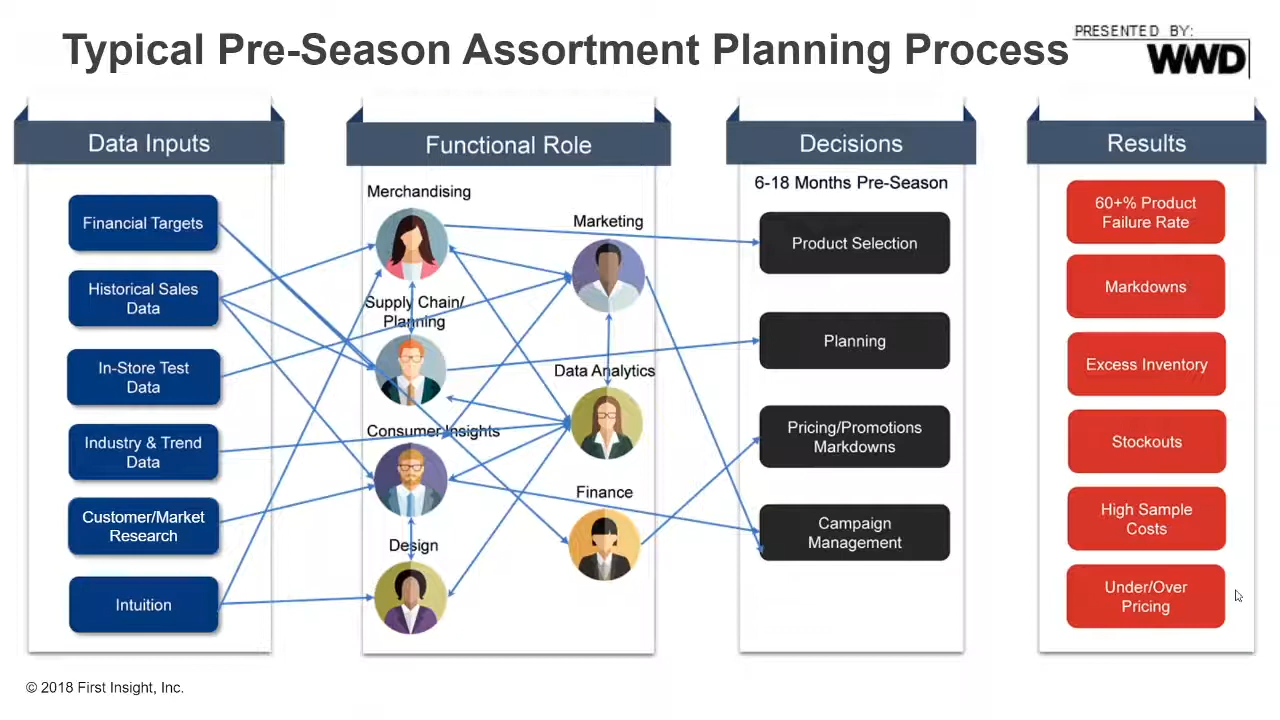 Typical Pre-Season Assortment Planning Process
PRESENTED BY:
WWD
Data Inputs
Financial Targets
Historical Sales
Data
In-Store Test
Data
Industry & Trend
Data
Customer/Market
Research
Intuition
Functional Role
Merchandising
Marketing
Supply Chain/
Planning
Data Analytics
Consumer Insights
Finance
Design
Decisions
6-18 Months Pre-Season
Product Selection
Planning
Pricing/Promotions
Markdowns
Campaign
Management
Results
60+% Product
Failure Rate
Markdowns
Excess Inventory
Stockouts
High Sample
Costs
Under/Over
Pricing
© 2018 First Insight, Inc.